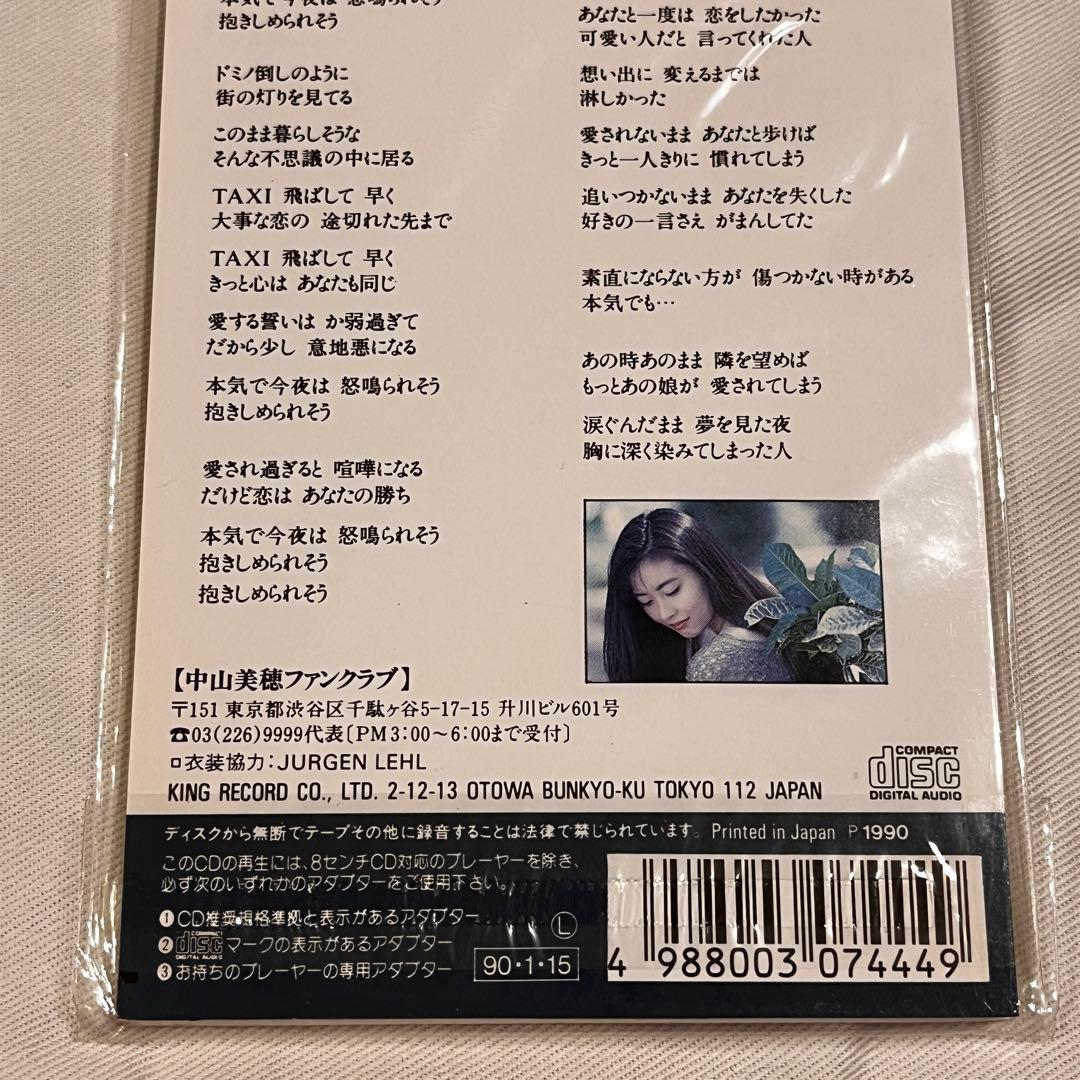 本気で今夜は 怒鳴られそう
抱きしめられそう
ドミノ倒しのように
街の灯りを見てる
このまま暮らしそうな
そんな不思議の中に居る
TAXI 飛ばして 早く
大事な恋の 途切れた先まで
TAXI 飛ばして 早く
きっと心は あなたも同じ
愛する誓いは か弱過ぎて
だから少し 意地悪になる
本気で今夜は 怒鳴られそう
抱きしめられそう
愛され過ぎると 喧嘩になる
だけど恋は あなたの勝ち
本気で今夜は 怒鳴られそう
抱きしめられそう
抱きしめられそう
あなたと一度は 恋をしたかった
可愛い人だと 言ってくれた人
想い出に 変えるまでは
淋しかった
愛されないまま あなたと歩けば
きっと一人きりに 慣れてしまう
追いつかないまま あなたを失くした
好きの一言さえ がまんしてた
素直にならない方が 傷つかない時がある
本気でも…
あの時あのまま 隣を望めば
もっとあの娘が 愛されてしまう
涙ぐんだまま 夢を見た夜
胸に深く染みてしまった人
【中山美穂ファンクラブ】
〒151 東京都渋谷区千駄ヶ谷5-17-15 升川ビル601号
☎03(226)9999代表〔PM3:00〜6:00まで受付〕
□衣装協力:JURGEN LEHL
COMPACT
disc
DIGITAL AUDIO
KING RECORD CO., LTD. 2-12-13 OTOWA BUNKYO-KU TOKYO 112 JAPAN
ディスクから無断でテープその他に録音することは法律で禁じられています。 Printed in Japan P 1990
このCDの再生には、8センチCD対応のプレーヤーを除き、
必ず次のいずれかのアダプターをご使用下さい。
❶CD推奨規格準拠と表示があるアダプター
❷COMPACT disc DIGITAL AUDIO マークの表示があるアダプター
❸お持ちのプレーヤーの専用アダプター
L
90・1・15
4 988003 074449